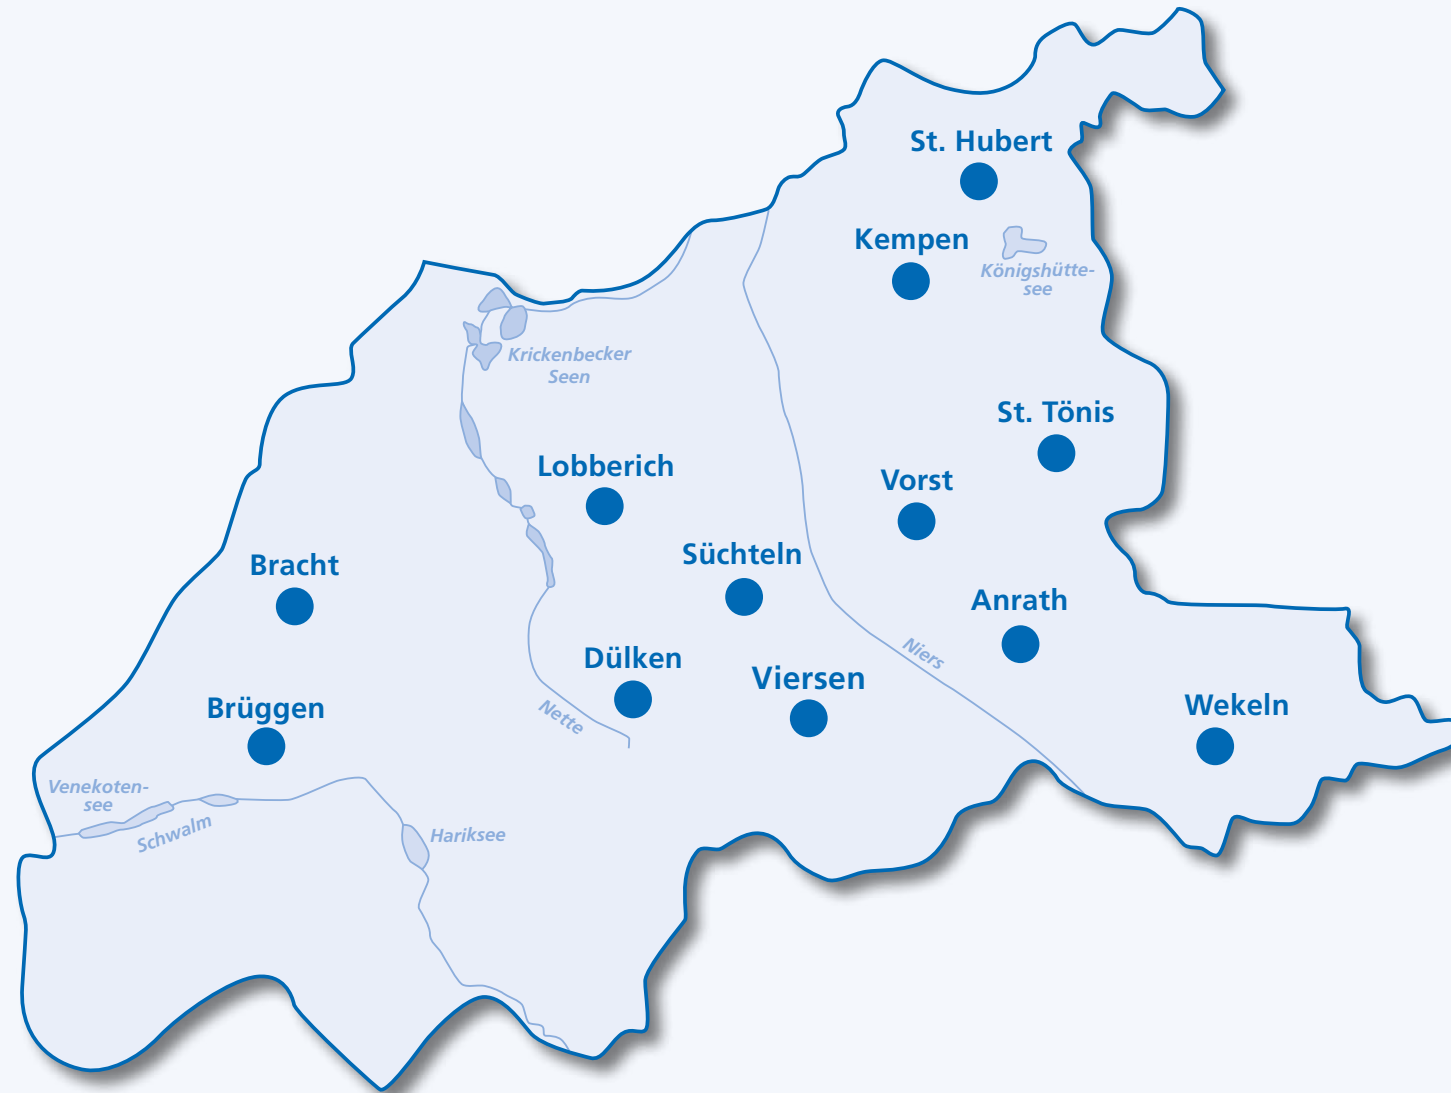 St. Hubert
Kempen
Königshütte-
see
Krickenbecker
Seen
St. Tönis
Lobberich
Vorst
Süchteln
Bracht
Anrath
Niers
Dülken
Viersen
Brüggen
Nette
Wekeln
Venekoten-
see
Schwalm
Hariksee